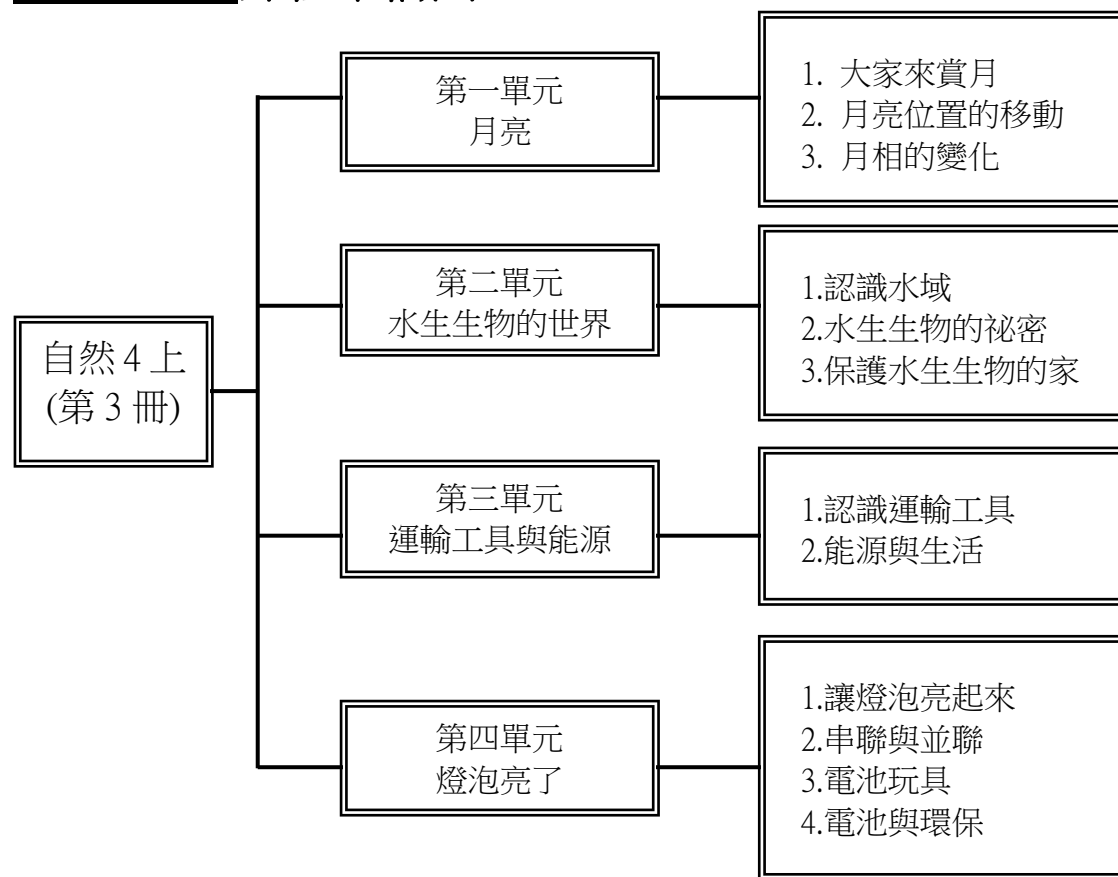 自然4上
(第3冊)
第一單元
月亮
1. 大家來賞月
2. 月亮位置的移動
3. 月相的變化
第二單元
水生生物的世界
1.認識水域
2.水生生物的祕密
3.保護水生生物的家
第三單元
運輸工具與能源
1.認識運輸工具
2.能源與生活
第四單元
燈泡亮了
1.讓燈泡亮起來
2.串聯與並聯
3.電池玩具
4.電池與環保